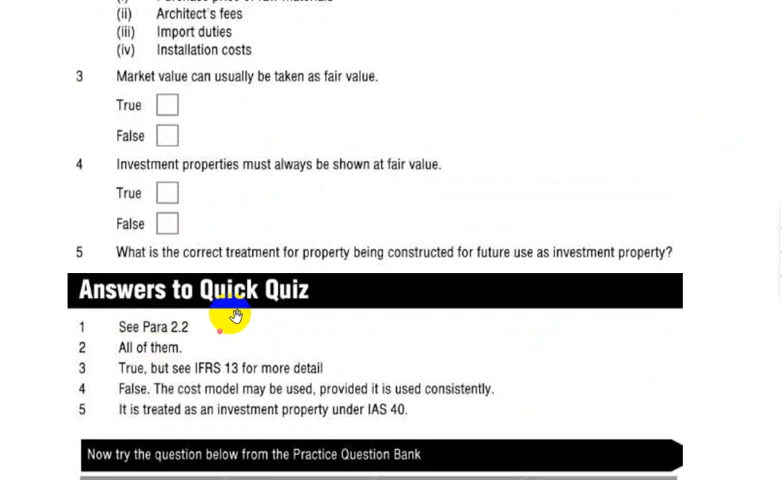 (ii) Architect's fees
(iii) Import duties
(iv) Installation costs
3 Market value can usually be taken as fair value.
True
False
4 Investment properties must always be shown at fair value.
True
False
5 What is the correct treatment for property being constructed for future use as investment property?
Answers to Quick Quiz
1 See Para 2.2
2 All of them.
3 True, but see IFRS 13 for more detail
4 False. The cost model may be used, provided it is used consistently.
5 It is treated as an investment property under IAS 40.
Now try the question below from the Practice Question Bank